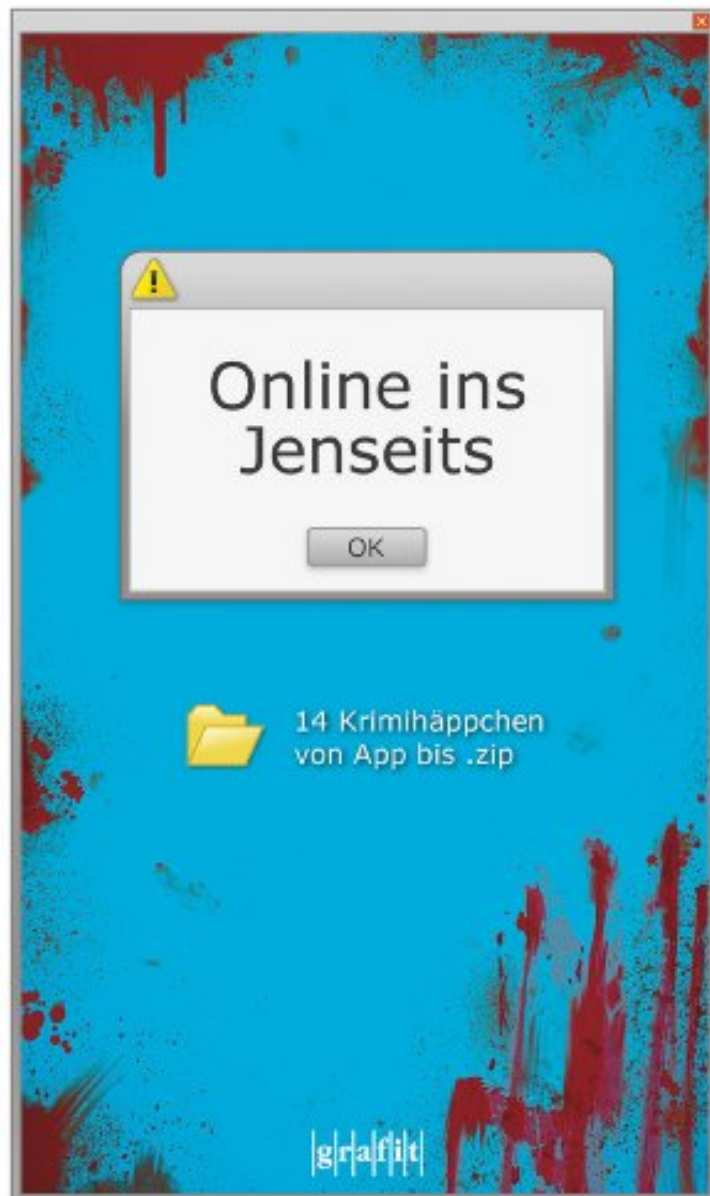 Online ins
Jenseits
OK
14 Krimihäppchen
von App bis .zip
grafit